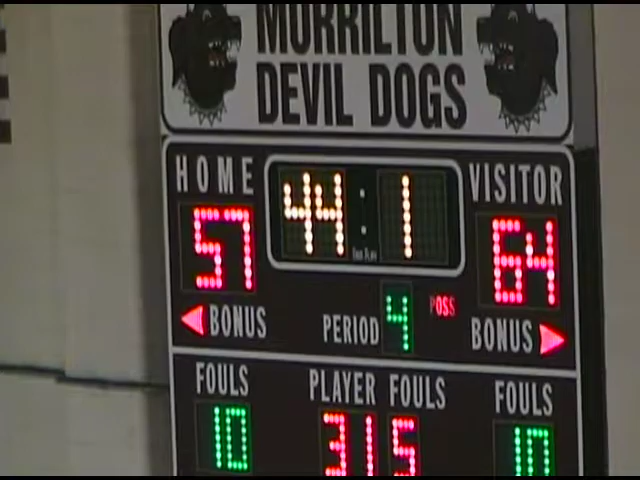 MORRILTON
DEVIL DOGS
HOME 44:1 VISITOR
57 64
BONUS PERIOD 4 POSS BONUS
FOULS PLAYER FOULS FOULS
10 31 5 10